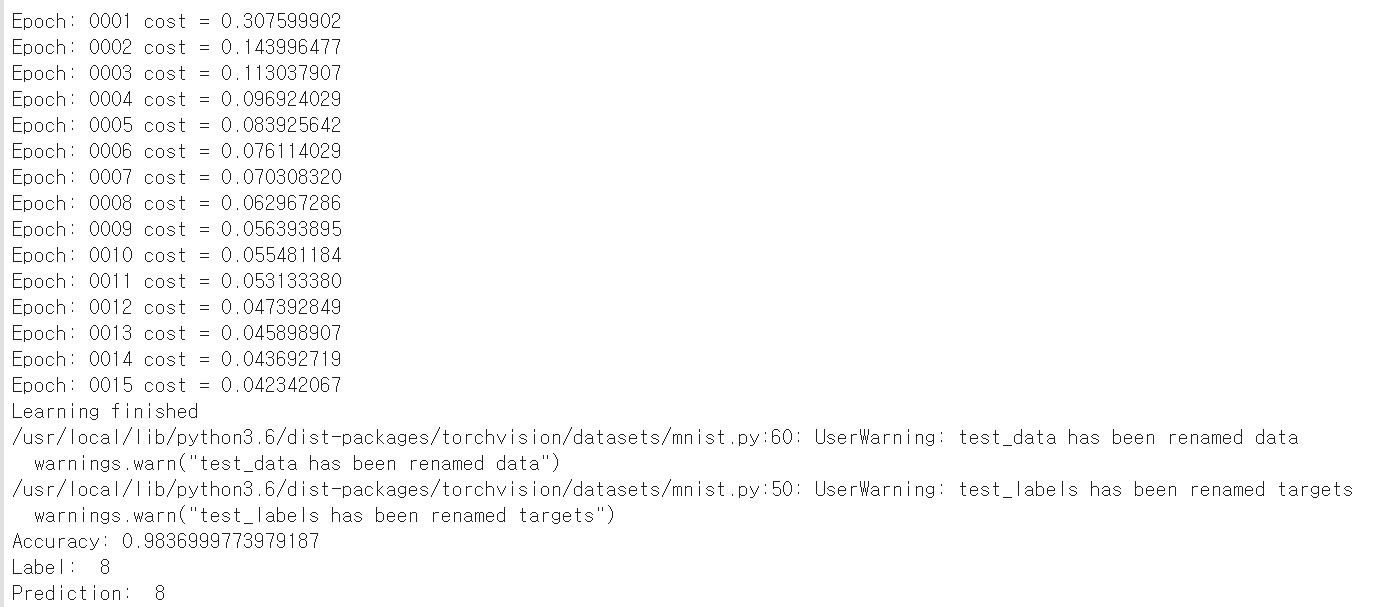 Epoch: 0001 cost = 0.307599902
Epoch: 0002 cost = 0.143996477
Epoch: 0003 cost = 0.113037907
Epoch: 0004 cost = 0.096924029
Epoch: 0005 cost = 0.083925642
Epoch: 0006 cost = 0.076114029
Epoch: 0007 cost = 0.070308320
Epoch: 0008 cost = 0.062967286
Epoch: 0009 cost = 0.056393895
Epoch: 0010 cost = 0.055481184
Epoch: 0011 cost = 0.053133380
Epoch: 0012 cost = 0.047392849
Epoch: 0013 cost = 0.045898907
Epoch: 0014 cost = 0.043692719
Epoch: 0015 cost = 0.042342067
Learning finished
/usr/local/lib/python3.6/dist-packages/torchvision/datasets/mnist.py:60: UserWarning: test_data has been renamed data
  warnings.warn("test_data has been renamed data")
/usr/local/lib/python3.6/dist-packages/torchvision/datasets/mnist.py:50: UserWarning: test_labels has been renamed targets
  warnings.warn("test_labels has been renamed targets")
Accuracy: 0.9836999773979187
Label:  8
Prediction:  8